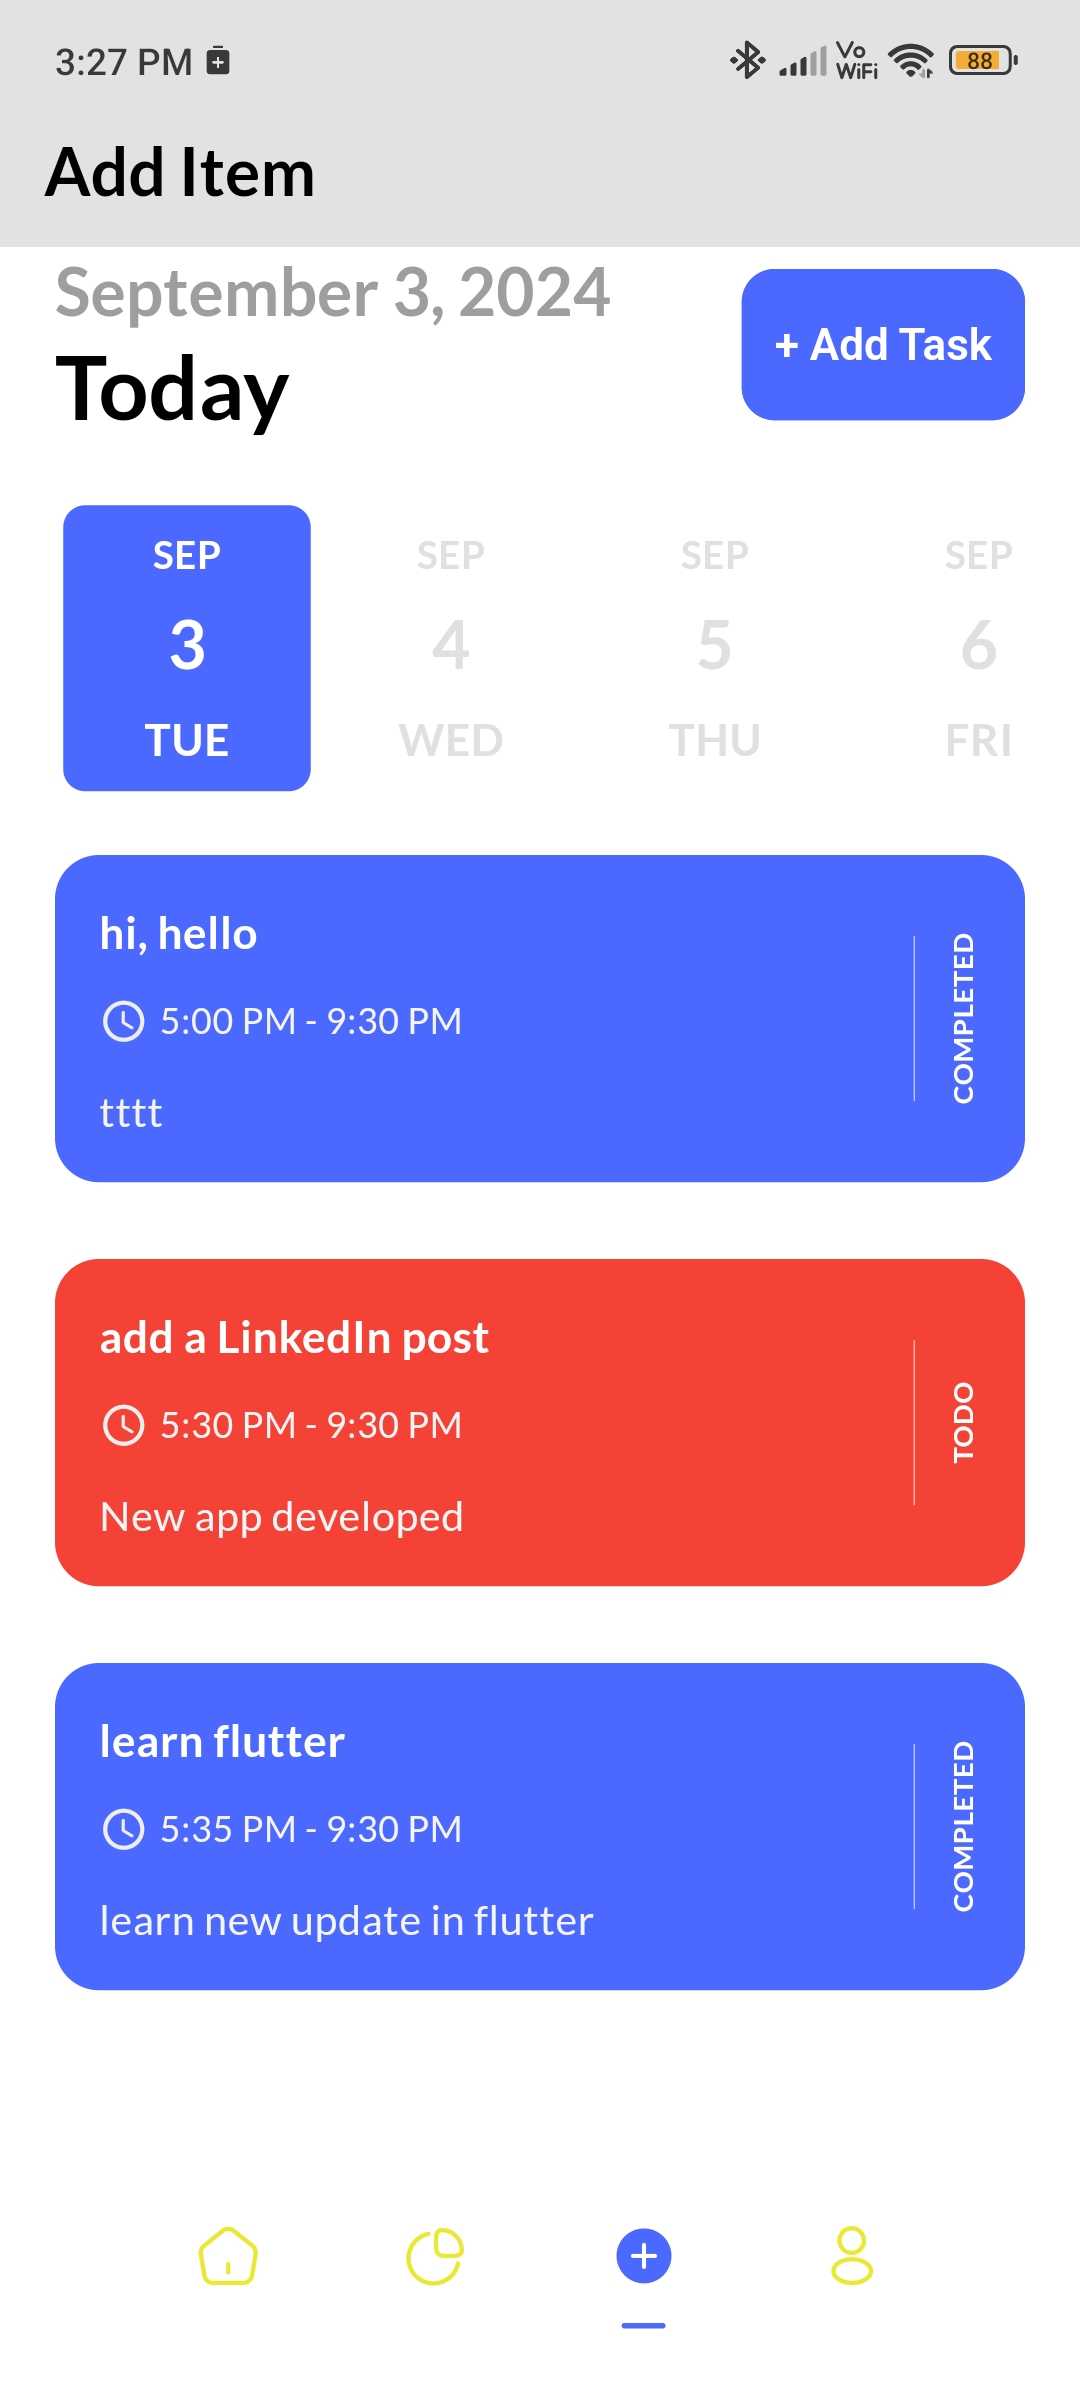 3:27 PM
Vo
WiFi
88
Add Item
September 3, 2024
Today
+ Add Task
SEP SEP SEP SEP
3 4 5 6
TUE WED THU FRI
hi, hello
5:00 PM - 9:30 PM
tttt
COMPLETED
add a LinkedIn post
5:30 PM - 9:30 PM
New app developed
TODO
learn flutter
5:35 PM - 9:30 PM
learn new update in flutter
COMPLETED